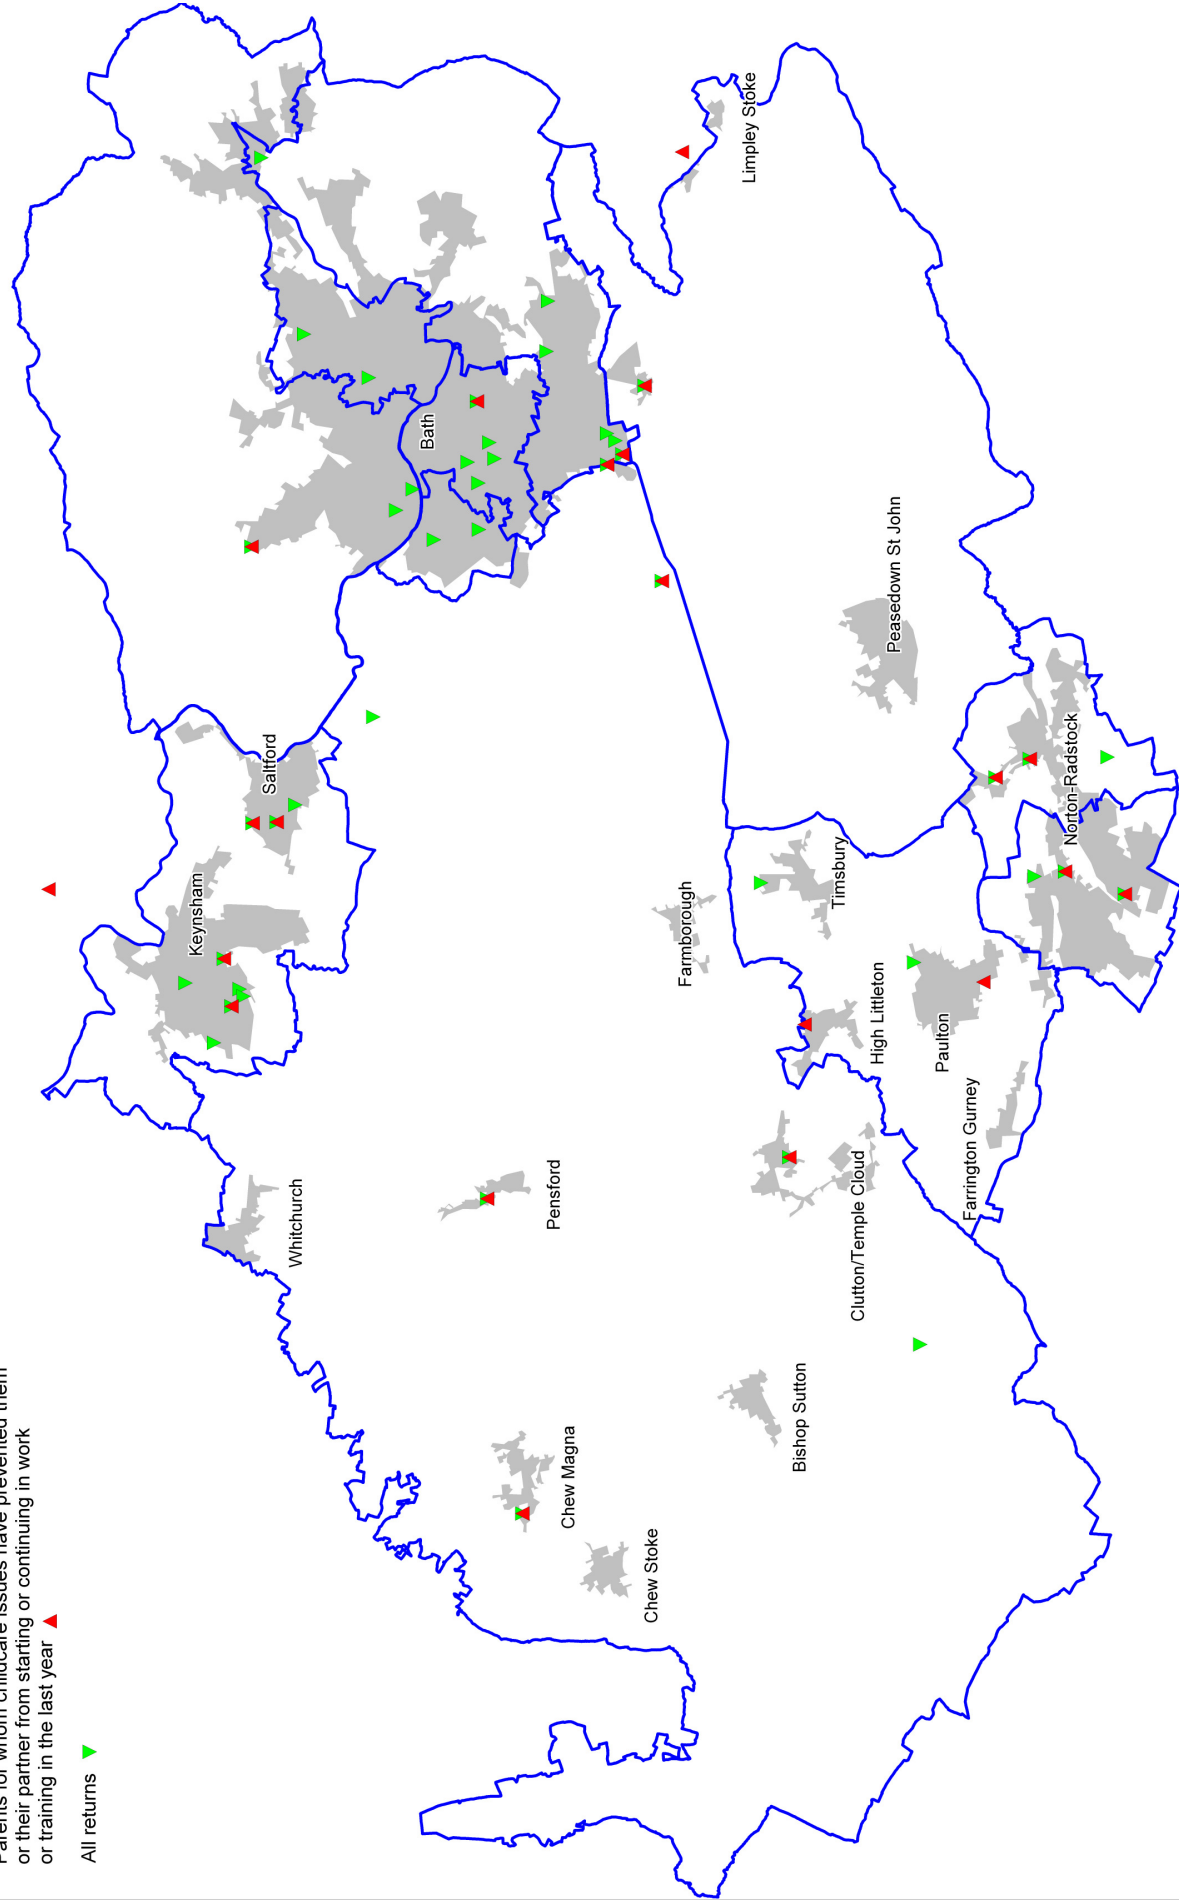 Parents for whom childcare issues have prevented them
or their partner from starting or continuing in work
or training in the last year
All returns
Keynsham
Saltford
Whitchurch
Bath
Limpley Stoke
Pensford
Chew Magna
Chew Stoke
Farmborough
Bishop Sutton
Timsbury
Clutton/Temple Cloud
High Littleton
Peasedown St John
Paulton
Farrington Gurney
Norton-Radstock